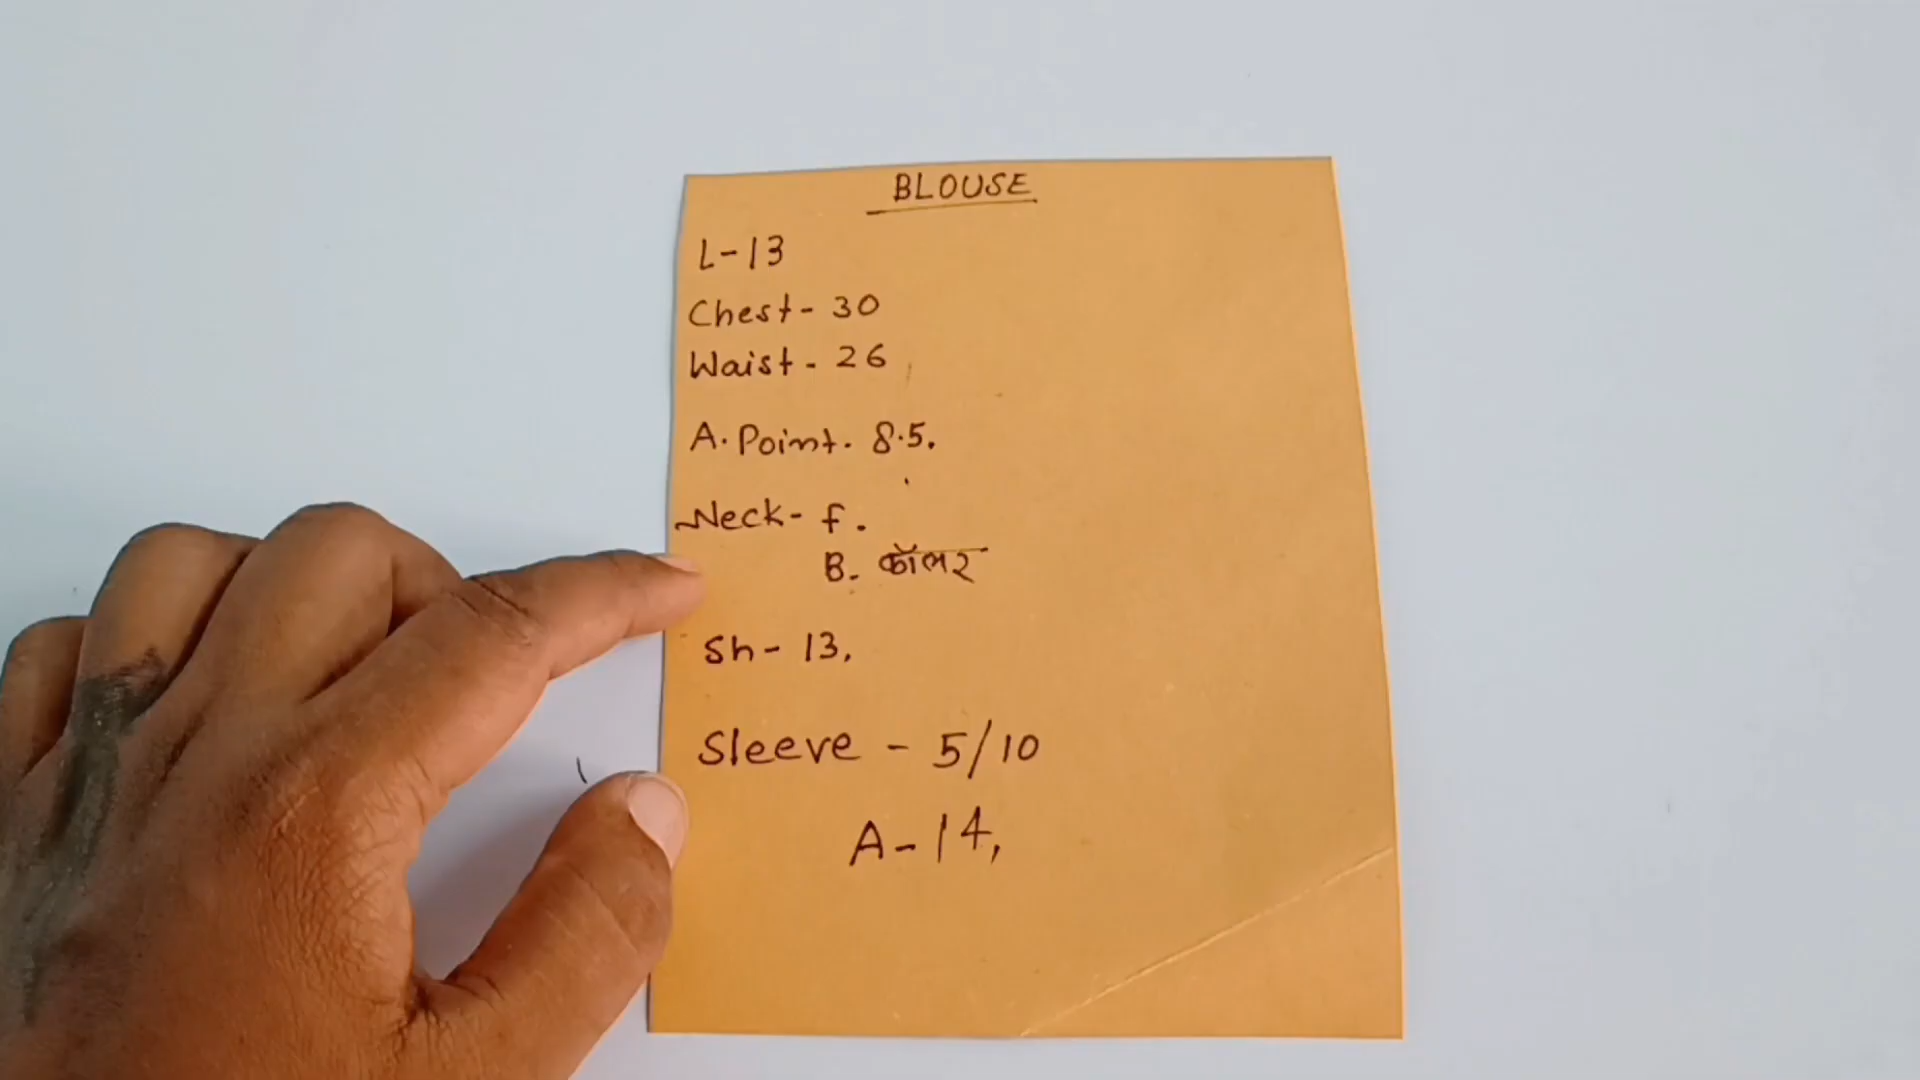 BLOUSE
L-13
Chest- 30
Waist- 26
A. Point. 8.5.
Neck- f.
B. कॉलर
Sh- 13,
Sleeve - 5/10
A-14,